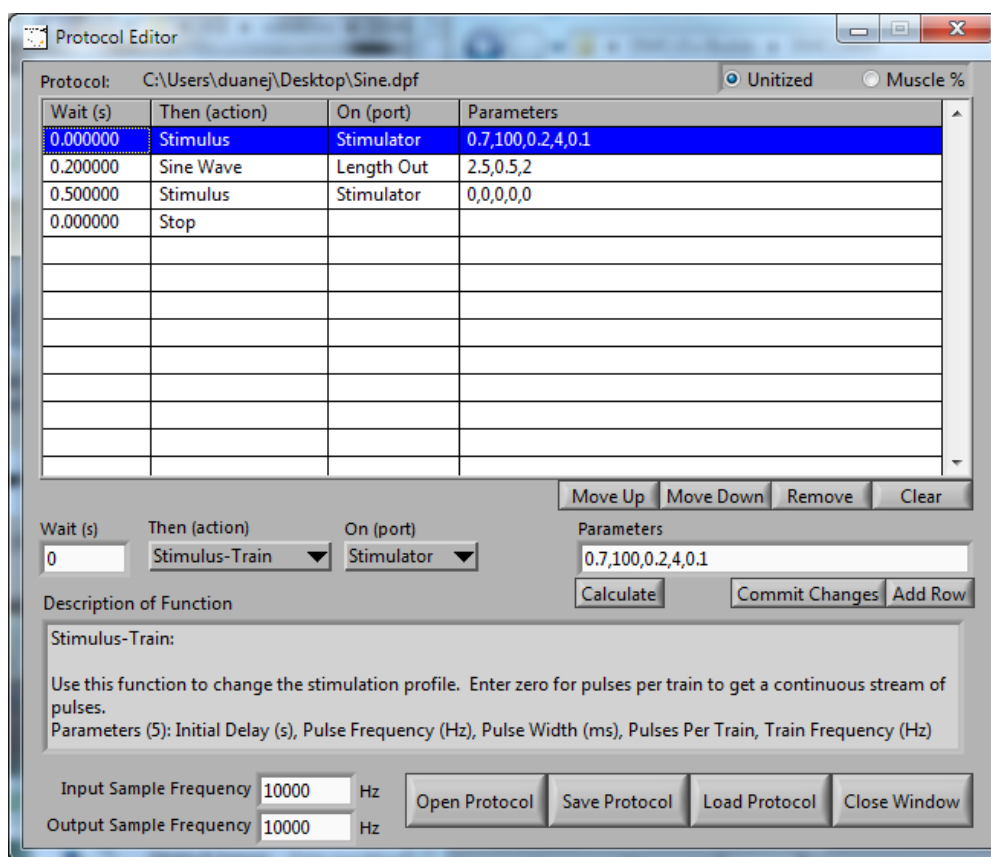 Protocol Editor
Protocol: C:\Users\duanej\Desktop\Sine.dpf Unitized Muscle %
Wait (s) Then (action) On (port) Parameters
0.000000 Stimulus Stimulator 0.7,100,0.2,4,0.1
0.200000 Sine Wave Length Out 2.5,0.5,2
0.500000 Stimulus Stimulator 0,0,0,0,0
0.000000 Stop
Move Up Move Down Remove Clear
Wait (s) Then (action) On (port) Parameters
0 Stimulus-Train Stimulator 0.7,100,0.2,4,0.1
Calculate Commit Changes Add Row
Description of Function
Stimulus-Train:
Use this function to change the stimulation profile. Enter zero for pulses per train to get a continuous stream of
pulses.
Parameters (5): Initial Delay (s), Pulse Frequency (Hz), Pulse Width (ms), Pulses Per Train, Train Frequency (Hz)
Input Sample Frequency 10000 Hz
Output Sample Frequency 10000 Hz
Open Protocol Save Protocol Load Protocol Close Window